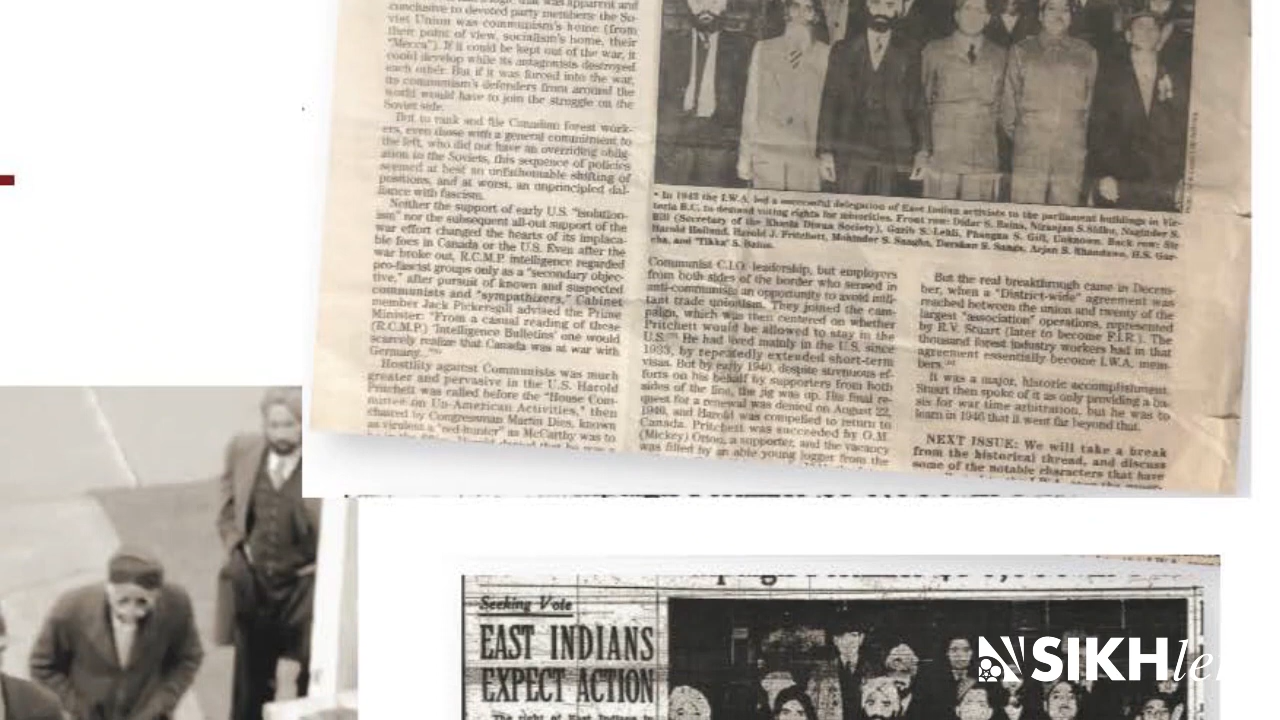 conclusive to devoted party members: the So-
viet Union was communism's home (from
their point of view, socialism's home, their
"Mecca"). If it could be kept out of the war, it
could develop while its antagonists destroyed
each other. But if it was forced into the war,
its communism's defenders from around the
world would have to join the struggle on the
Soviet side.
But to rank and file Canadian forest work-
ers, even those with a general commitment to
the left, who did not have an overriding oblig-
ation to the Soviets, this sequence of policies
seemed at best an unfathomable shifting of
positions, and at worst, an unprincipled dal-
liance with fascism.
Neither the support of early U.S. "isolution-
ism" nor the subsequent all-out support of the
war effort changed the hearts of its implaca-
ble foes in Canada or the U.S. Even after the
war broke out, R.C.M.P. intelligence regarded
pro-fascist groups only as a "secondary objec-
tive," after pursuit of known and suspected
communists and "sympathizers," Cabinet
member Jack Pickersgill advised the Prime
Minister: "From a casual reading of these
(R.C.M.P.) 'Intelligence Bulletins' one would
scarcely realize that Canada was at war with
Germany..."
Hostility against Communists was much
greater and pervasive in the U.S. Harold
Pritchett was called before the "House Com-
mittee on Un-American Activities," then
chaired by Congressman Martin Dies, known
as virulent a "red-hunter" as McCarthy was to
• In 1943 the I.W.A. led a successful delegation of East Indian activists to the parliament buildings in Vic-
toria B.C. to demand voting rights for minorities. Front row: Didar S. Bains, Niranjan S. Sidhu, Naginder S.
Gill (Secretary of the Khalsa Diwan Society), Garib S. Lehli, Phangan S. Gill, Unknown. Back row:
Harold Holland, Harold J. Pritchett, Mohinder S. Sangha, Darshan S. Sangs, Arjen S. H.S. Gar-
cha, and "Tikka" S. Bains.
Communist C.I.O. leadership, but employers
from both sides of the border who sensed in
anti-communism an opportunity to avoid mili-
tant trade unionism. They joined the cam-
paign, which was then centered on whether
Pritchett would be allowed to stay in the
U.S. He had lived mainly in the U.S. since
1933, by repeatedly extended short-term
visas. But by early 1940, despite strenuous ef-
forts on his behalf by supporters from both
sides of the line, the jig was up. His final re-
quest for a renewal was denied on August 22,
1940, and Harold was compelled to return to
Canada. Pritchett was succeeded by O.M.
(Mickey) Orton, a supporter, and the vacancy
was filled by an able young logger from the
But the real breakthrough came in Decem-
ber, when a "District-wide" agreement was
reached between the union and twenty of the
largest "association" operations, represented
by R.V. Stuart (later to become F.I.R.). The
thousand forest industry workers had in that
agreement essentially become I.W.A. mem-
bers.
It was a major, historic accomplishment.
Stuart then spoke of it as only providing a ba-
sis for war time arbitration, but he was to
learn in 1946 that it went far beyond that.
NEXT ISSUE: We will take a break
from the historical thread, and discuss
some of the notable characters that have
Seeking Vote
EAST INDIANS
EXPECT ACTION
The right of East Indians
SIKHle